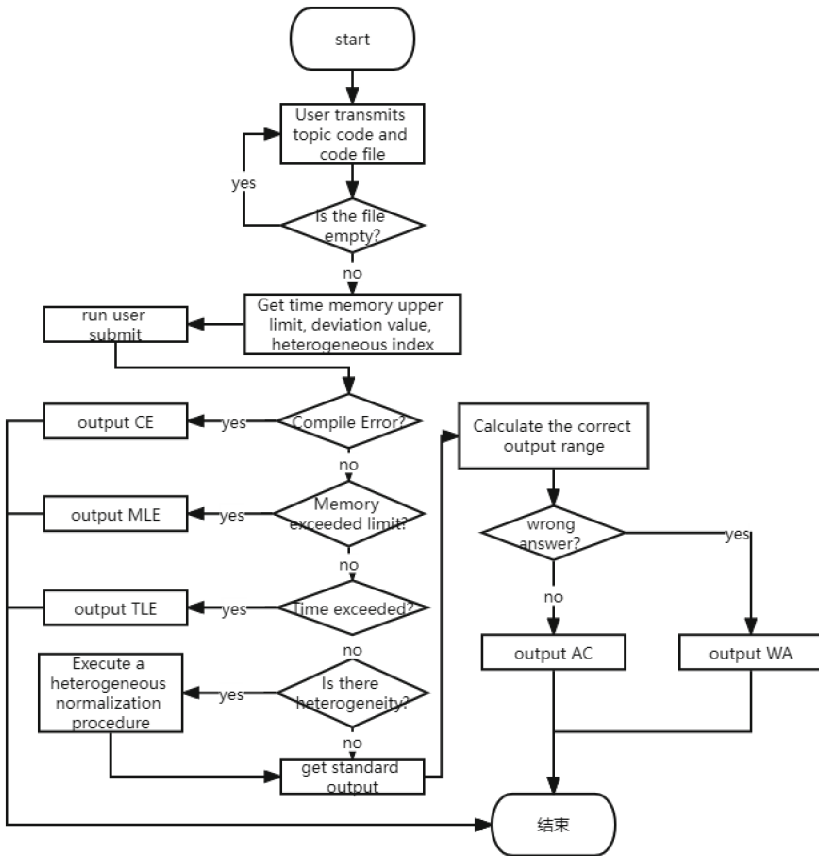 start
User transmits
topic code and
code file
yes
Is the file
empty?
no
Get time memory upper
limit, deviation value,
heterogeneous index
run user
submit
Compile Error?
yes
output CE
no
Memory
exceeded limit?
yes
output MLE
no
Time exceeded?
yes
output TLE
no
Is there
heterogeneity?
yes
Execute a
heterogeneous
normalization
procedure
no
get standard
output
Calculate the correct
output range
wrong
answer?
yes
no
output AC
output WA
结束